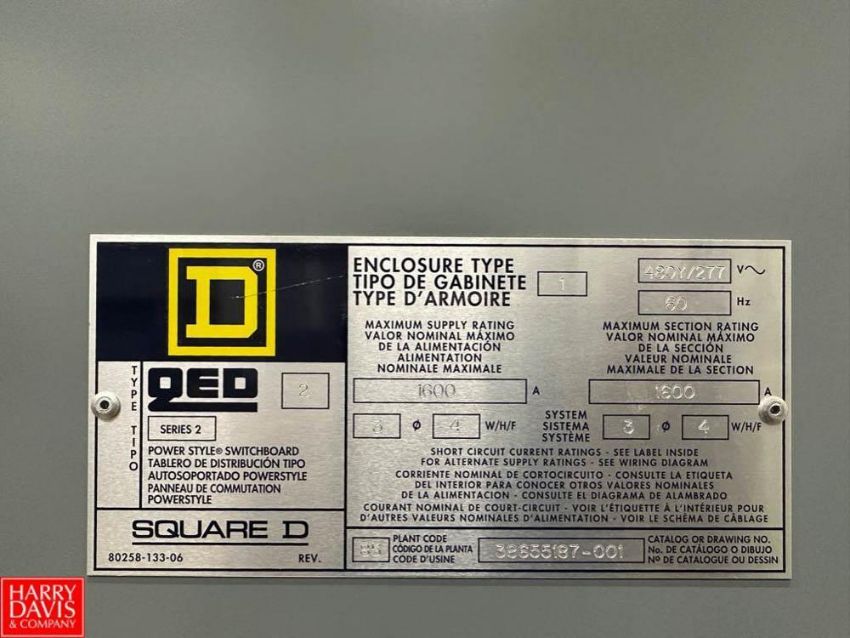 D®
TYPE
TIPO
QED 2
SERIES 2
POWER STYLE® SWITCHBOARD
TABLERO DE DISTRIBUCIÓN TIPO
AUTOSOPORTADO POWERSTYLE
PANNEAU DE COMMUTATION
POWERSTYLE
SQUARE D
80258-133-06 REV.
ENCLOSURE TYPE
TIPO DE GABINETE 1
TYPE D'ARMOIRE
480Y/277 V~
60 Hz
MAXIMUM SUPPLY RATING
VALOR NOMINAL MÁXIMO
DE LA ALIMENTACIÓN
ALIMENTATION
NOMINALE MAXIMALE
1600 A
MAXIMUM SECTION RATING
VALOR NOMINAL MÁXIMO
DE LA SECCIÓN
VALEUR NOMINALE
MAXIMALE DE LA SECTION
1600 A
3 Ø 4 W/H/F
SYSTEM
SISTEMA
SYSTÈME
3 Ø 4 W/H/F
SHORT CIRCUIT CURRENT RATINGS - SEE LABEL INSIDE
FOR ALTERNATE SUPPLY RATINGS - SEE WIRING DIAGRAM
CORRIENTE NOMINAL DE CORTOCIRCUITO - CONSULTE LA ETIQUETA
DEL INTERIOR PARA CONOCER OTROS VALORES NOMINALES
DE LA ALIMENTACION - CONSULTE EL DIAGRAMA DE ALAMBRADO
COURANT NOMINAL DE COURT-CIRCUIT - VOIR L'ÉTIQUETTE À L'INTÉRIEUR POUR
D'AUTRES VALEURS NOMINALES D'ALIMENTATION - VOIR LE SCHÉMA DE CÂBLAGE
PLANT CODE
CÓDIGO DE LA PLANTA
CODE D'USINE
38655187-001
CATALOG OR DRAWING NO.
No. DE CATÁLOGO O DIBUJO
Nº DE CATALOGUE OU DESSIN
HARRY
DAVIS
& COMPANY